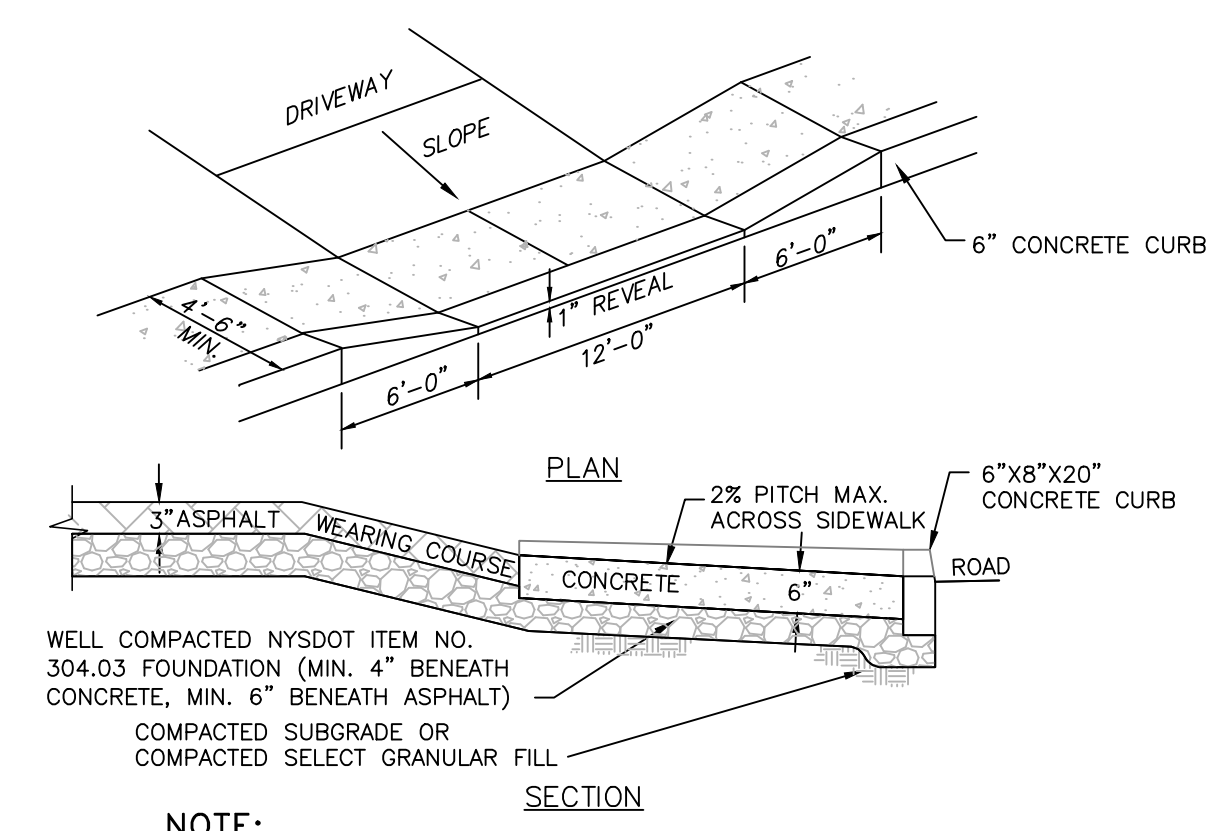 DRIVEWAY
SLOPE
6" CONCRETE CURB
6'-0"
1" REVEAL
12'-0"
4'-6"
MIN.
6'-0"
PLAN
6"X8"X20"
CONCRETE CURB
2% PITCH MAX.
ACROSS SIDEWALK
3" ASPHALT
WEARING COURSE
CONCRETE
6"
ROAD
WELL COMPACTED NYSDOT ITEM NO.
304.03 FOUNDATION (MIN. 4" BENEATH
CONCRETE, MIN. 6" BENEATH ASPHALT)
COMPACTED SUBGRADE OR
COMPACTED SELECT GRANULAR FILL
SECTION
NOTE: